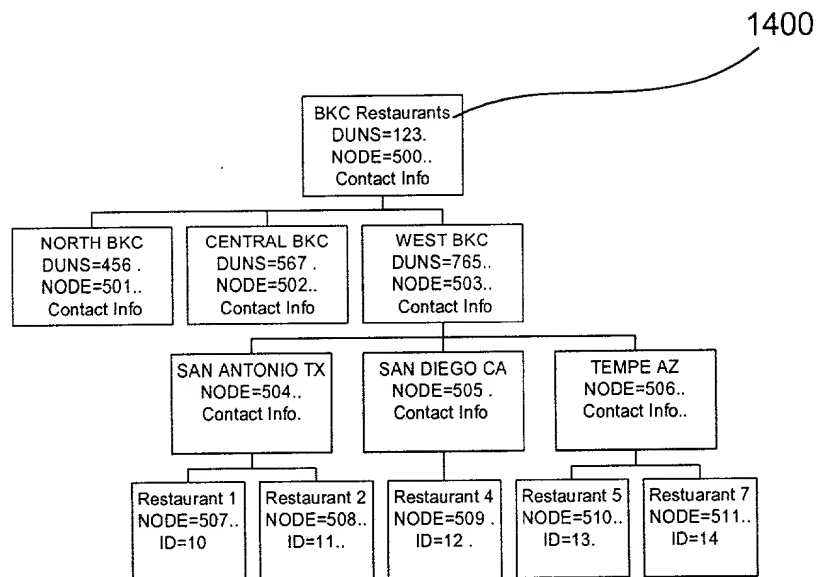 1400
BKC Restaurants
DUNS=123.
NODE=500..
Contact Info
NORTH BKC
DUNS=456 .
NODE=501..
Contact Info
CENTRAL BKC
DUNS=567 .
NODE=502..
Contact Info
WEST BKC
DUNS=765..
NODE=503..
Contact Info
SAN ANTONIO TX
NODE=504..
Contact Info.
SAN DIEGO CA
NODE=505 .
Contact Info
TEMPE AZ
NODE=506..
Contact Info..
Restaurant 1
NODE=507..
ID=10
Restaurant 2
NODE=508..
ID=11..
Restaurant 4
NODE=509 .
ID=12 .
Restaurant 5
NODE=510..
ID=13.
Restuarant 7
NODE=511..
ID=14